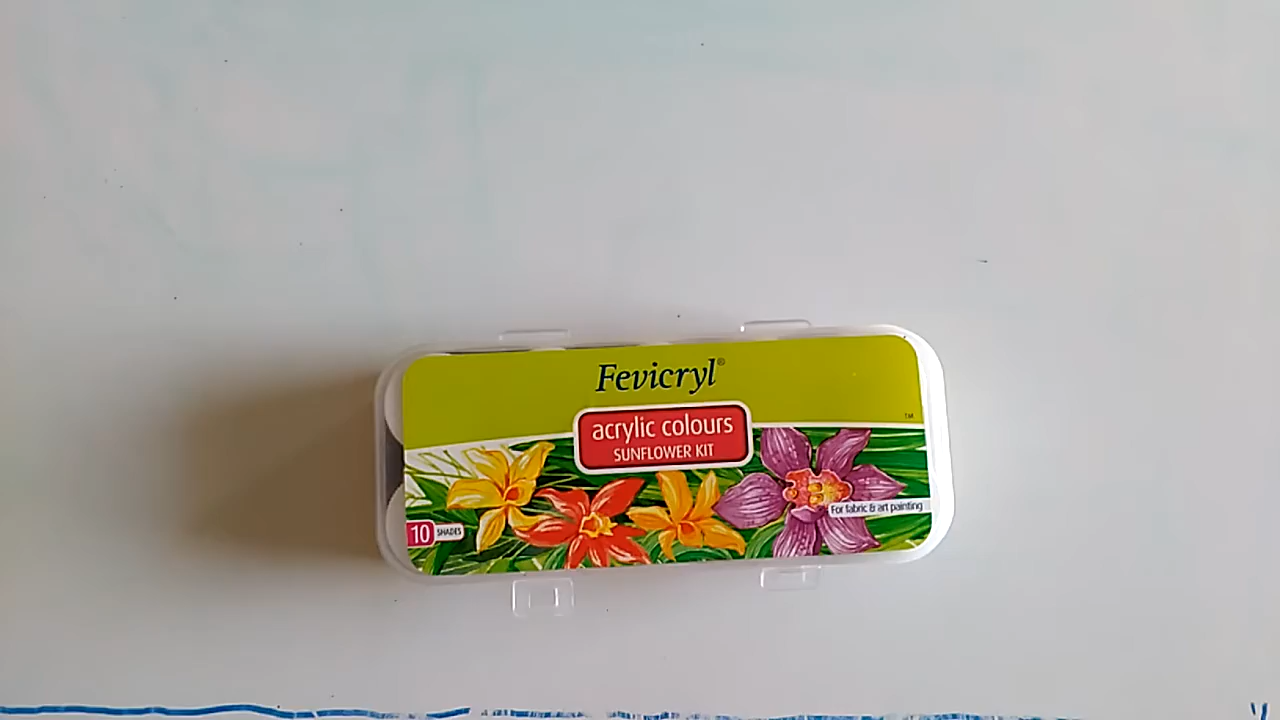 Fevicryl®
acrylic colours
SUNFLOWER KIT
TM
For fabric & art painting
10 SHADES